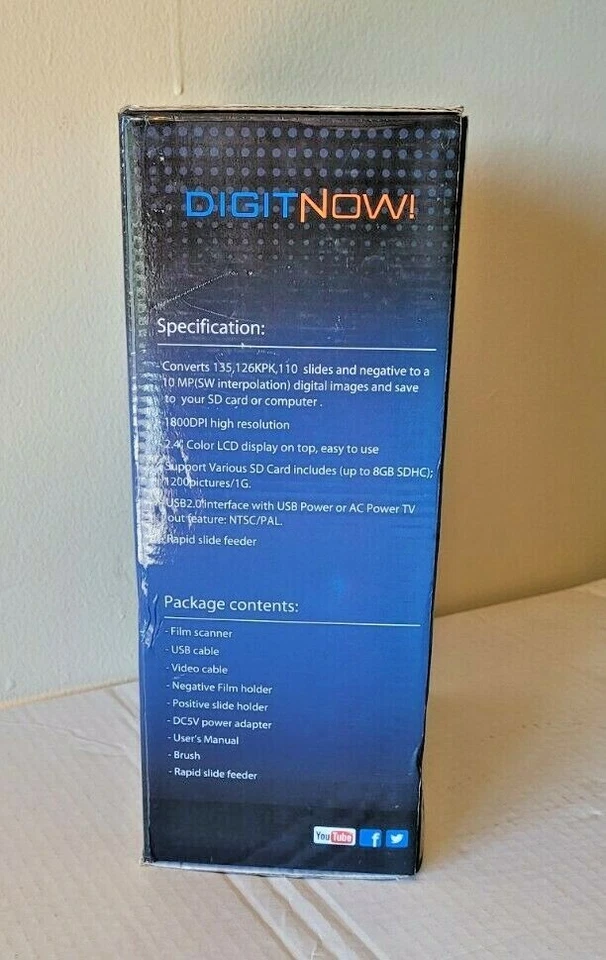 DIGITNOW!
Specification:
- Converts 135,126KPK,110 slides and negative to a
10 MP(SW interpolation) digital images and save
to your SD card or computer .
-1800DPI high resolution
-2.4" Color LCD display on top, easy to use
-Support Various SD Card includes (up to 8GB SDHC);
1200pictures/1G.
-USB2.0 interface with USB Power or AC Power TV
out feature: NTSC/PAL.
-Rapid slide feeder
Package contents:
- Film scanner
- USB cable
- Video cable
- Negative Film holder
- Positive slide holder
- DC5V power adapter
- User's Manual
- Brush
- Rapid slide feeder
YouTube f